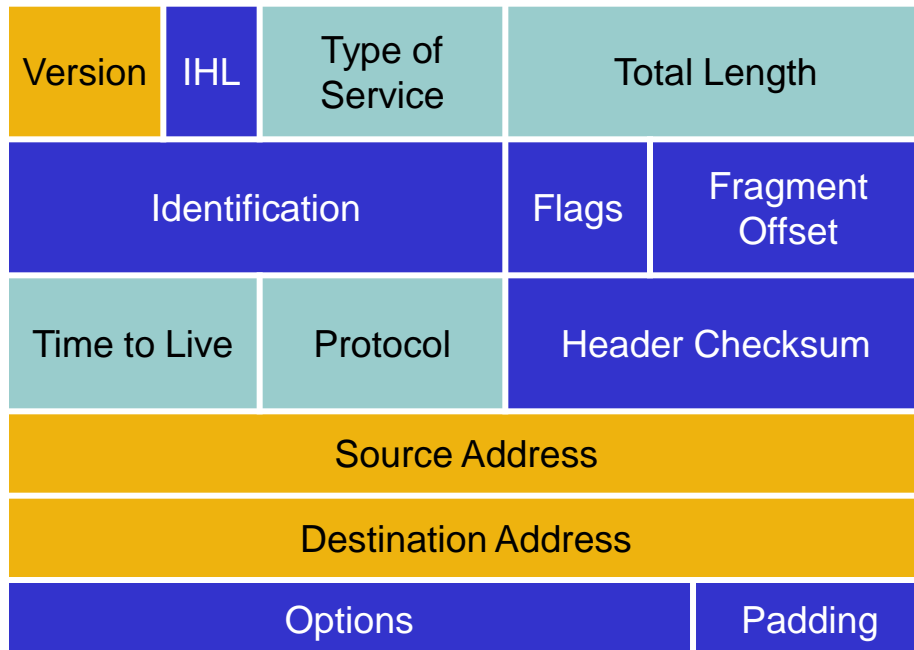 Version
IHL
Type of
Service
Total Length
Identification
Flags
Fragment
Offset
Time to Live
Protocol
Header Checksum
Source Address
Destination Address
Options
Padding